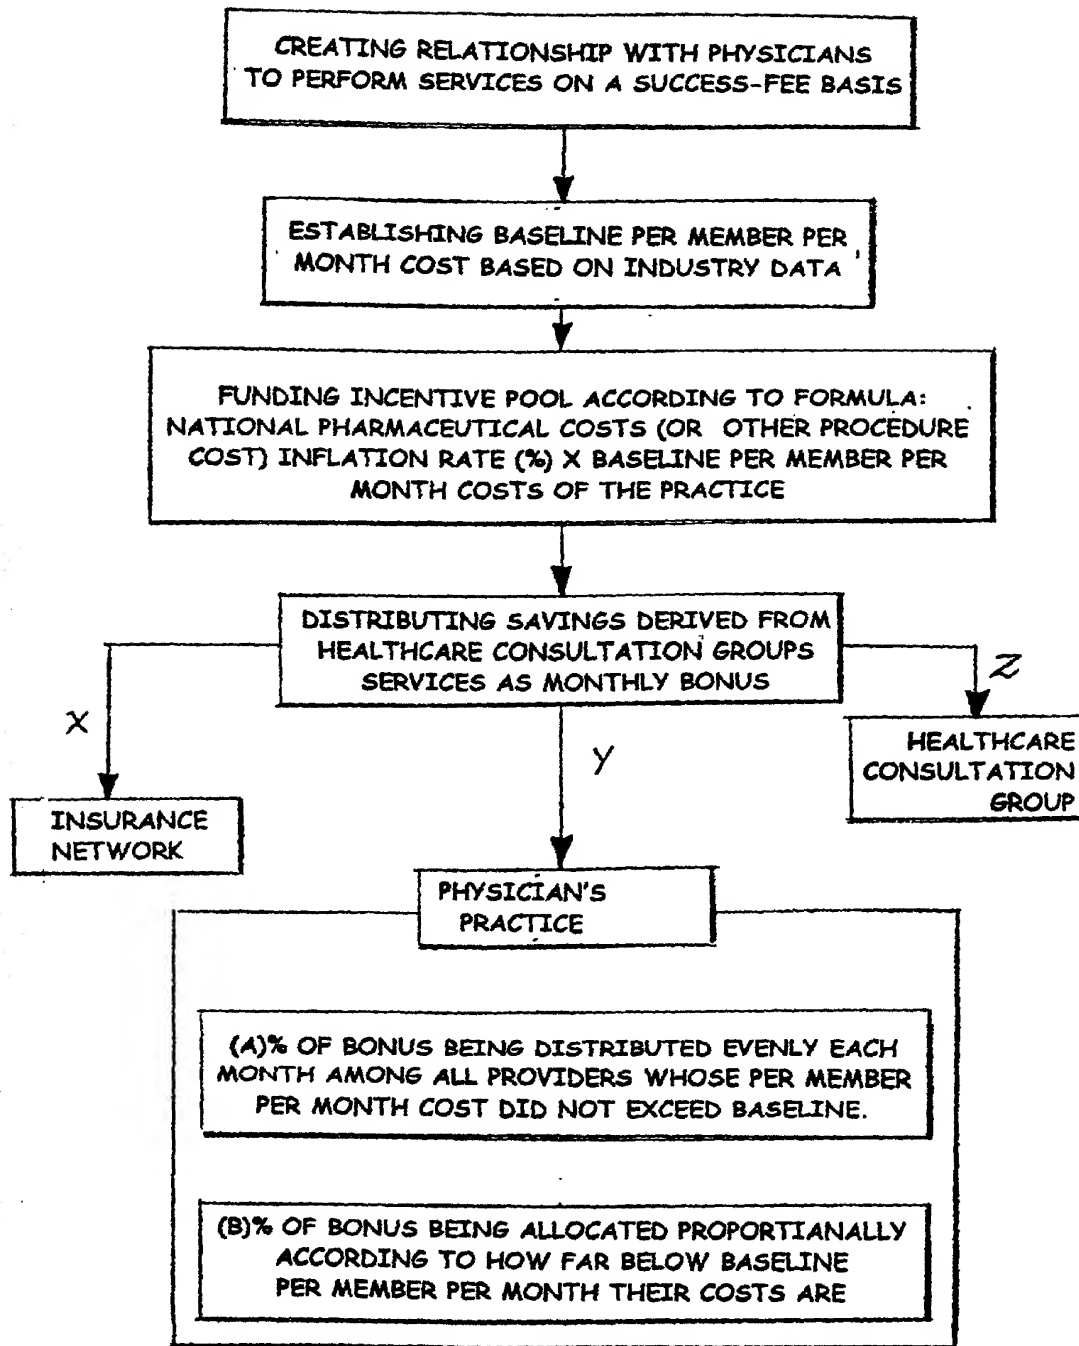 CREATING RELATIONSHIP WITH PHYSICIANS
TO PERFORM SERVICES ON A SUCCESS-FEE BASIS
ESTABLISHING BASELINE PER MEMBER PER
MONTH COST BASED ON INDUSTRY DATA
FUNDING INCENTIVE POOL ACCORDING TO FORMULA:
NATIONAL PHARMACEUTICAL COSTS (OR OTHER PROCEDURE
COST) INFLATION RATE (%) X BASELINE PER MEMBER PER
MONTH COSTS OF THE PRACTICE
DISTRIBUTING SAVINGS DERIVED FROM
HEALTHCARE CONSULTATION GROUPS
SERVICES AS MONTHLY BONUS
X
Y
Z
INSURANCE
NETWORK
HEALTHCARE
CONSULTATION
GROUP
PHYSICIAN'S
PRACTICE
(A)% OF BONUS BEING DISTRIBUTED EVENLY EACH
MONTH AMONG ALL PROVIDERS WHOSE PER MEMBER
PER MONTH COST DID NOT EXCEED BASELINE.
(B)% OF BONUS BEING ALLOCATED PROPORTIANALLY
ACCORDING TO HOW FAR BELOW BASELINE
PER MEMBER PER MONTH THEIR COSTS ARE